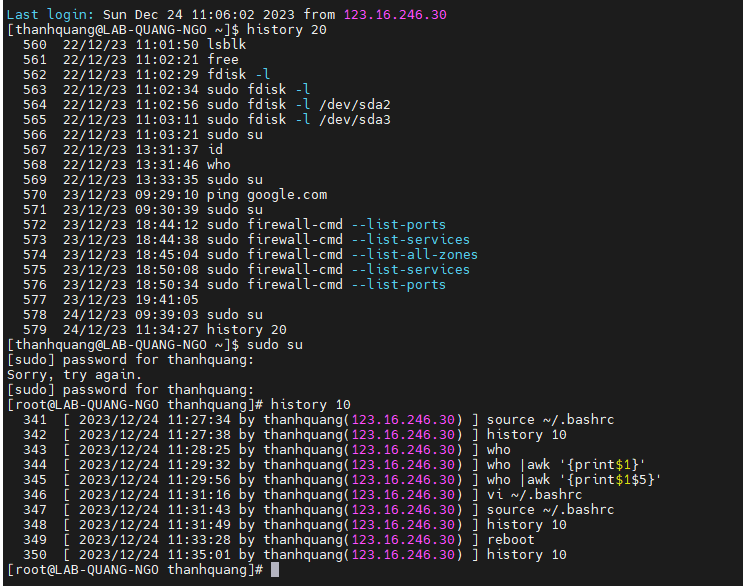 Last login: Sun Dec 24 11:06:02 2023 from 123.16.246.30
[thanhquang@LAB-QUANG-NGO ~]$ history 20
560 22/12/23 11:01:50 lsblk
561 22/12/23 11:02:21 free
562 22/12/23 11:02:29 fdisk -l
563 22/12/23 11:02:34 sudo fdisk -l
564 22/12/23 11:02:56 sudo fdisk -l /dev/sda2
565 22/12/23 11:03:11 sudo fdisk -l /dev/sda3
566 22/12/23 11:03:21 sudo su
567 22/12/23 13:31:37 id
568 22/12/23 13:31:46 who
569 22/12/23 13:33:35 sudo su
570 23/12/23 09:29:10 ping google.com
571 23/12/23 09:30:39 sudo su
572 23/12/23 18:44:12 sudo firewall-cmd --list-ports
573 23/12/23 18:44:38 sudo firewall-cmd --list-services
574 23/12/23 18:45:04 sudo firewall-cmd --list-all-zones
575 23/12/23 18:50:08 sudo firewall-cmd --list-services
576 23/12/23 18:50:34 sudo firewall-cmd --list-ports
577 23/12/23 19:41:05
578 24/12/23 09:39:03 sudo su
579 24/12/23 11:34:27 history 20
[thanhquang@LAB-QUANG-NGO ~]$ sudo su
[sudo] password for thanhquang:
Sorry, try again.
[sudo] password for thanhquang:
[root@LAB-QUANG-NGO thanhquang]# history 10
341 [ 2023/12/24 11:27:34 by thanhquang(123.16.246.30) ] source ~/.bashrc
342 [ 2023/12/24 11:27:38 by thanhquang(123.16.246.30) ] history 10
343 [ 2023/12/24 11:28:25 by thanhquang(123.16.246.30) ] who
344 [ 2023/12/24 11:29:32 by thanhquang(123.16.246.30) ] who |awk '{print$1}'
345 [ 2023/12/24 11:29:56 by thanhquang(123.16.246.30) ] who |awk '{print$1$5}'
346 [ 2023/12/24 11:31:16 by thanhquang(123.16.246.30) ] vi ~/.bashrc
347 [ 2023/12/24 11:31:43 by thanhquang(123.16.246.30) ] source ~/.bashrc
348 [ 2023/12/24 11:31:49 by thanhquang(123.16.246.30) ] history 10
349 [ 2023/12/24 11:33:28 by thanhquang(123.16.246.30) ] reboot
350 [ 2023/12/24 11:35:01 by thanhquang(123.16.246.30) ] history 10
[root@LAB-QUANG-NGO thanhquang]#